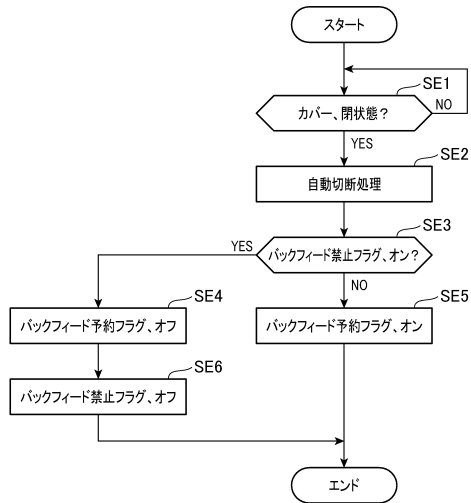 スタート
SE1
カバー、閉状態？
NO
YES
SE2
自動切断処理
SE3
YES
バックフィード禁止フラグ、オン？
NO
SE4
SE5
バックフィード予約フラグ、オフ
バックフィード予約フラグ、オン
SE6
バックフィード禁止フラグ、オフ
エンド